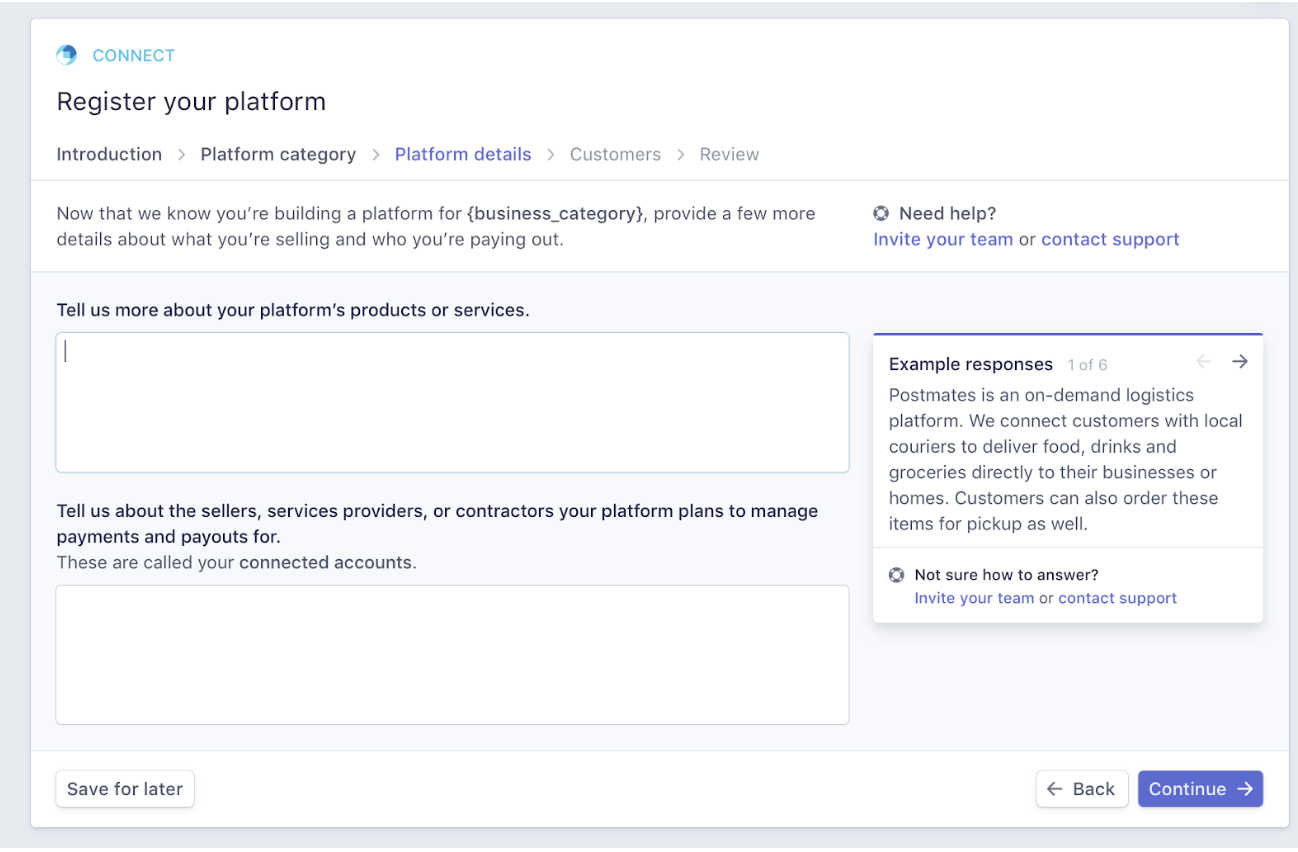 CONNECT
Register your platform
Introduction > Platform category > Platform details > Customers > Review
Now that we know you’re building a platform for {business_category}, provide a few more
details about what you’re selling and who you’re paying out.
Need help?
Invite your team or contact support
Tell us more about your platform’s products or services.
Example responses 1 of 6
Postmates is an on-demand logistics
platform. We connect customers with local
couriers to deliver food, drinks and
groceries directly to their businesses or
homes. Customers can also order these
items for pickup as well.
Not sure how to answer?
Invite your team or contact support
Tell us about the sellers, services providers, or contractors your platform plans to manage
payments and payouts for.
These are called your connected accounts.
Save for later
← Back
Continue →